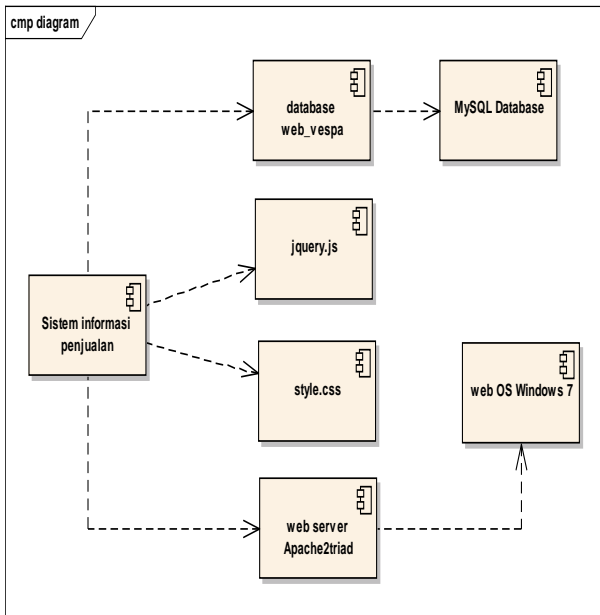 cmp diagram
database
web_vespa
MySQL Database
jquery.js
Sistem informasi
penjualan
style.css
web OS Windows 7
web server
Apache2triad